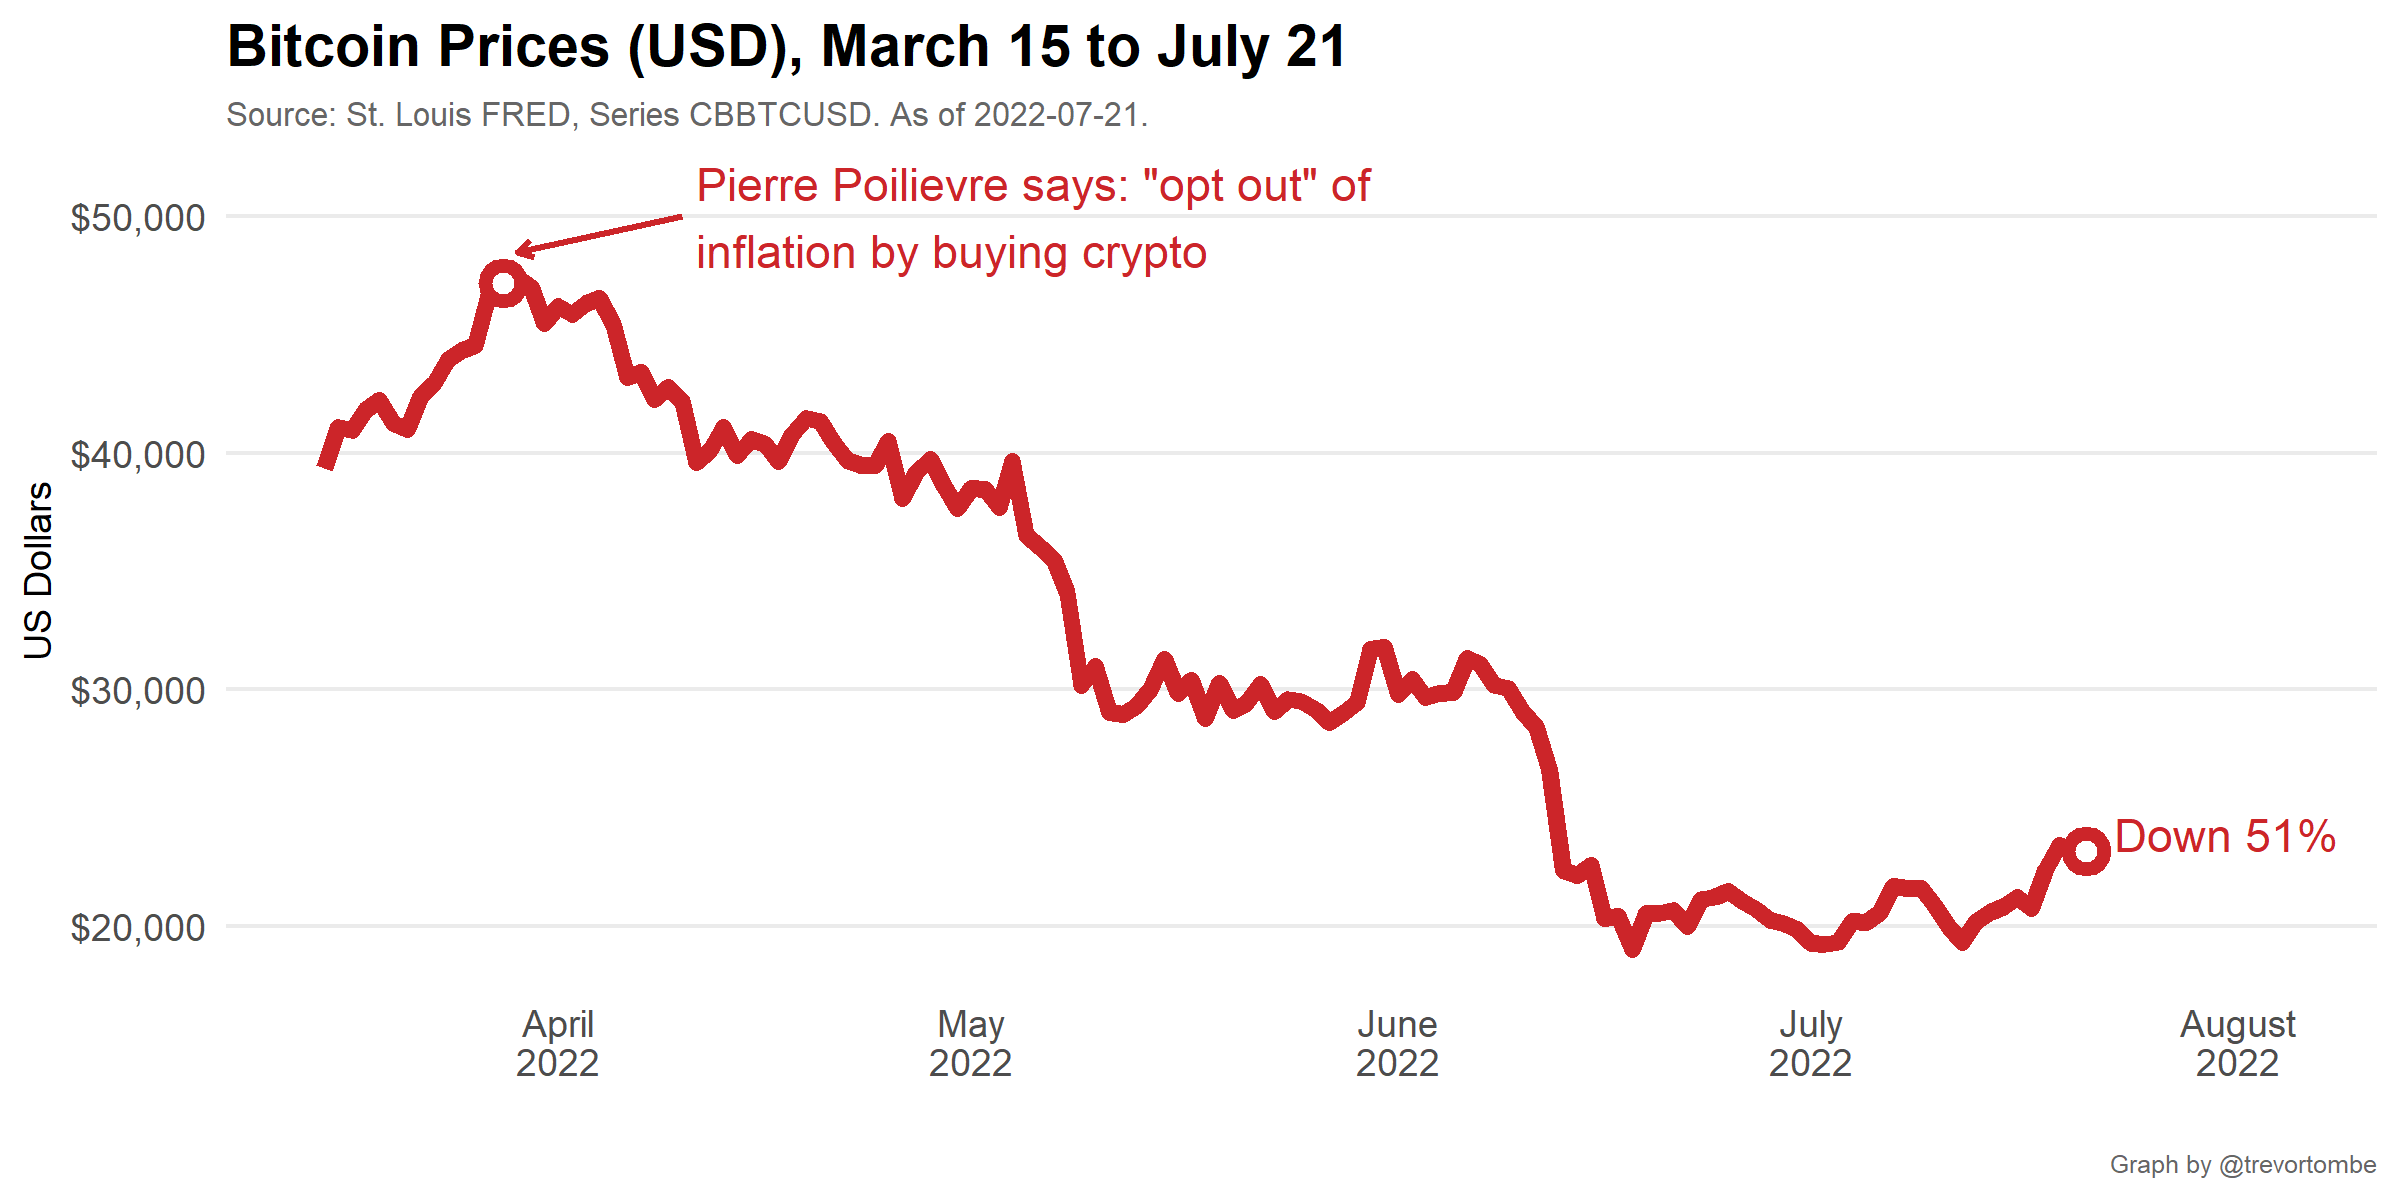 Bitcoin Prices (USD), March 15 to July 21
Source: St. Louis FRED, Series CBBTCUSD. As of 2022-07-21.
Pierre Poilievre says: "opt out" of
inflation by buying crypto
$50,000
$40,000
$30,000
$20,000
US Dollars
Down 51%
April
2022
May
2022
June
2022
July
2022
August
2022
Graph by @trevortombe